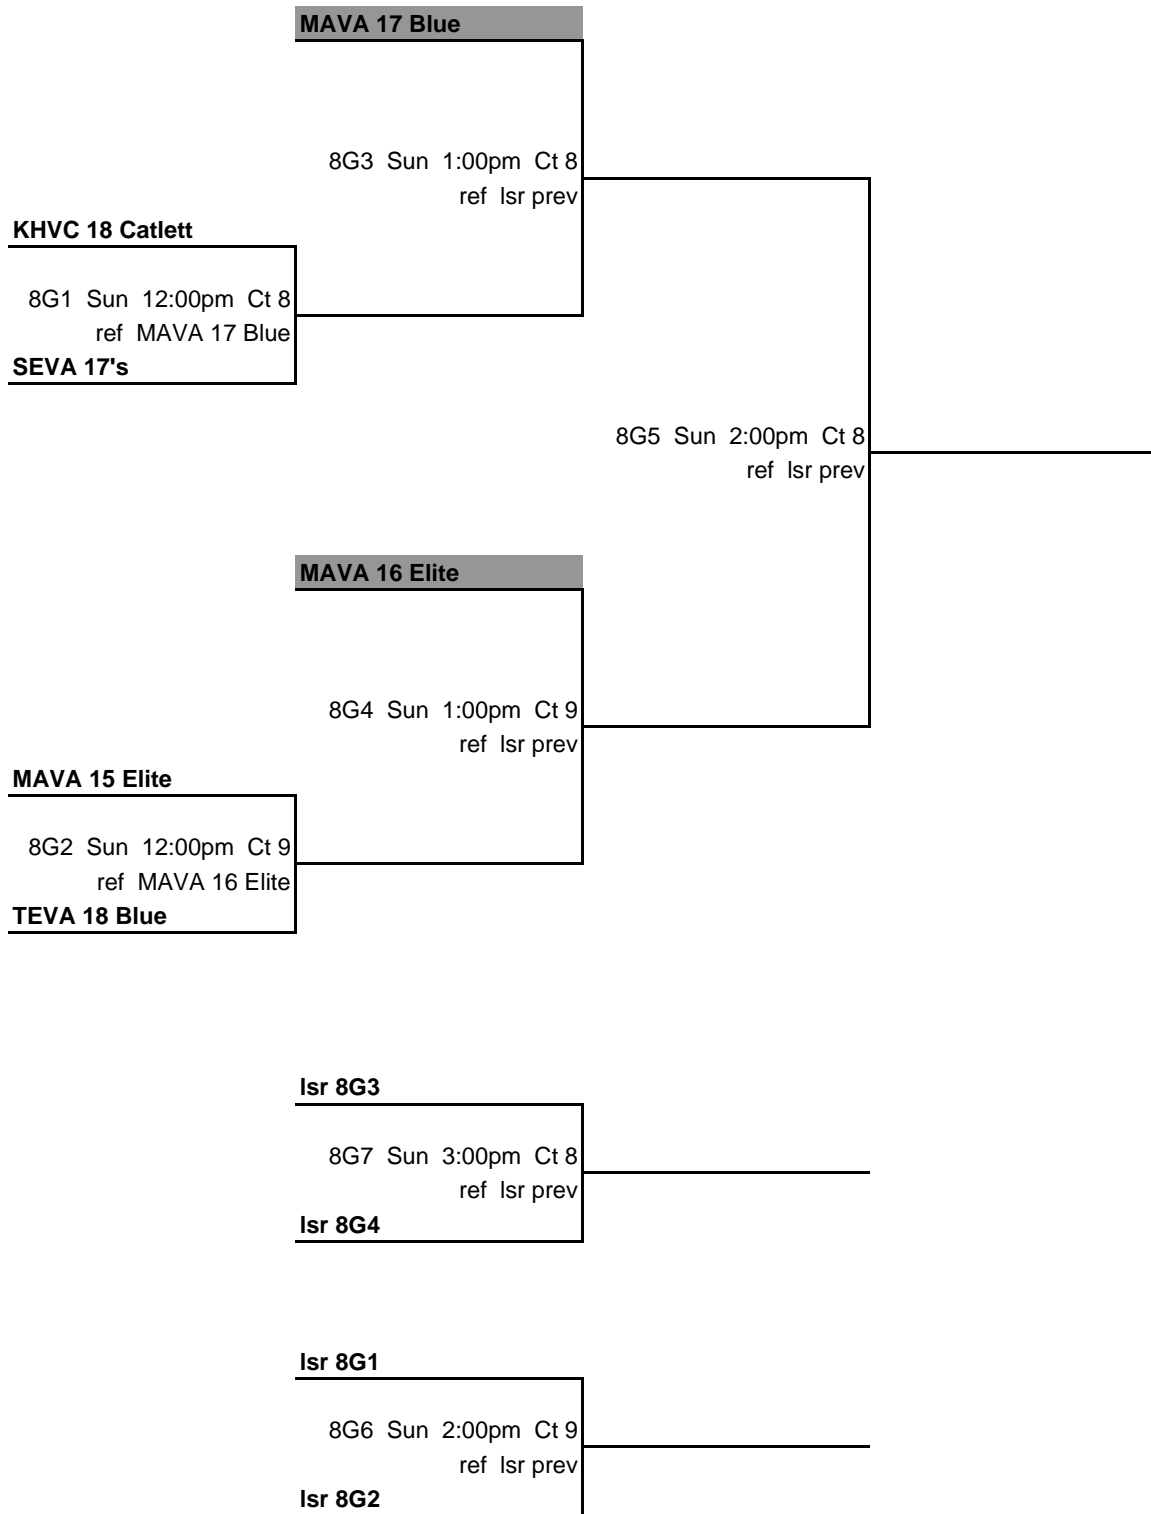 MAVA 17 Blue
8G3 Sun 1:00pm Ct 8
ref lsr prev
KHVC 18 Catlett
8G1 Sun 12:00pm Ct 8
ref MAVA 17 Blue
SEVA 17's
8G5 Sun 2:00pm Ct 8
ref lsr prev
MAVA 16 Elite
8G4 Sun 1:00pm Ct 9
ref lsr prev
MAVA 15 Elite
8G2 Sun 12:00pm Ct 9
ref MAVA 16 Elite
TEVA 18 Blue
lsr 8G3
8G7 Sun 3:00pm Ct 8
ref lsr prev
lsr 8G4
lsr 8G1
8G6 Sun 2:00pm Ct 9
ref lsr prev
lsr 8G2